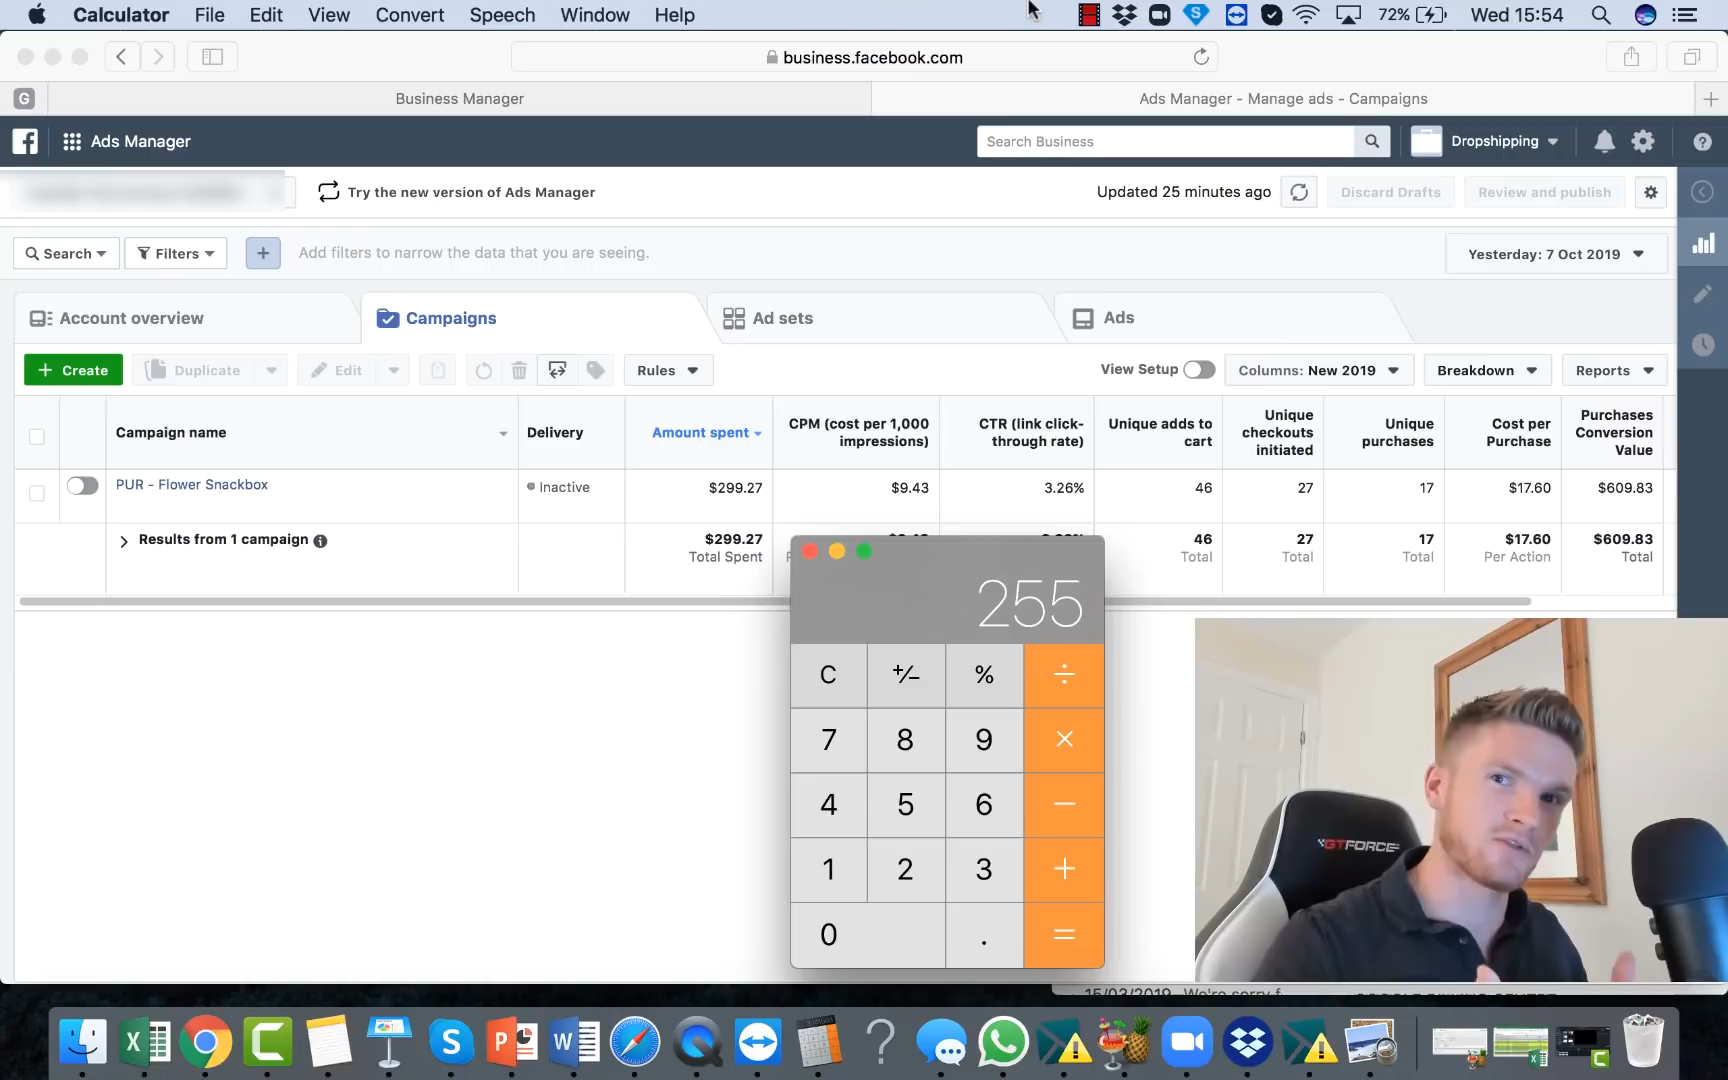 Calculator File Edit View Convert Speech Window Help 72% Wed 15:54
business.facebook.com
G Business Manager Ads Manager - Manage ads - Campaigns
Ads Manager Search Business Dropshipping
Try the new version of Ads Manager Updated 25 minutes ago Discard Drafts Review and publish
Search Filters + Add filters to narrow the data that you are seeing. Yesterday: 7 Oct 2019
Account overview Campaigns Ad sets Ads
+ Create Duplicate Edit Rules View Setup Columns: New 2019 Breakdown Reports
Campaign name Delivery Amount spent CPM (cost per 1,000 impressions) CTR (link click-through rate) Unique adds to cart Unique checkouts initiated Unique purchases Cost per Purchase Purchases Conversion Value
PUR - Flower Snackbox Inactive $299.27 $9.43 3.26% 46 27 17 $17.60 $609.83
Results from 1 campaign $299.27 46 27 17 $17.60 $609.83
Total Spent Total Total Total Per Action Total
255
C +/− % ÷
7 8 9 ×
4 5 6 −
1 2 3 +
0 . =
GTFORCE
15/03/2019 We're sorry f